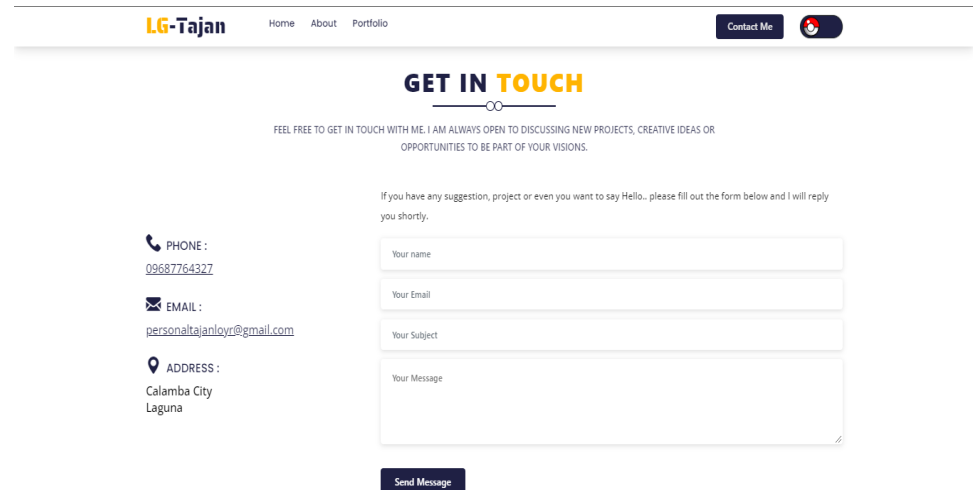 LG-Tajan
Home About Portfolio
Contact Me
GET IN TOUCH
FEEL FREE TO GET IN TOUCH WITH ME. I AM ALWAYS OPEN TO DISCUSSING NEW PROJECTS, CREATIVE IDEAS OR
OPPORTUNITIES TO BE PART OF YOUR VISIONS.
PHONE :
09687764327
EMAIL :
personaltajanloyr@gmail.com
ADDRESS :
Calamba City
Laguna
If you have any suggestion, project or even you want to say Hello.. please fill out the form below and I will reply
you shortly.
Your name
Your Email
Your Subject
Your Message
Send Message